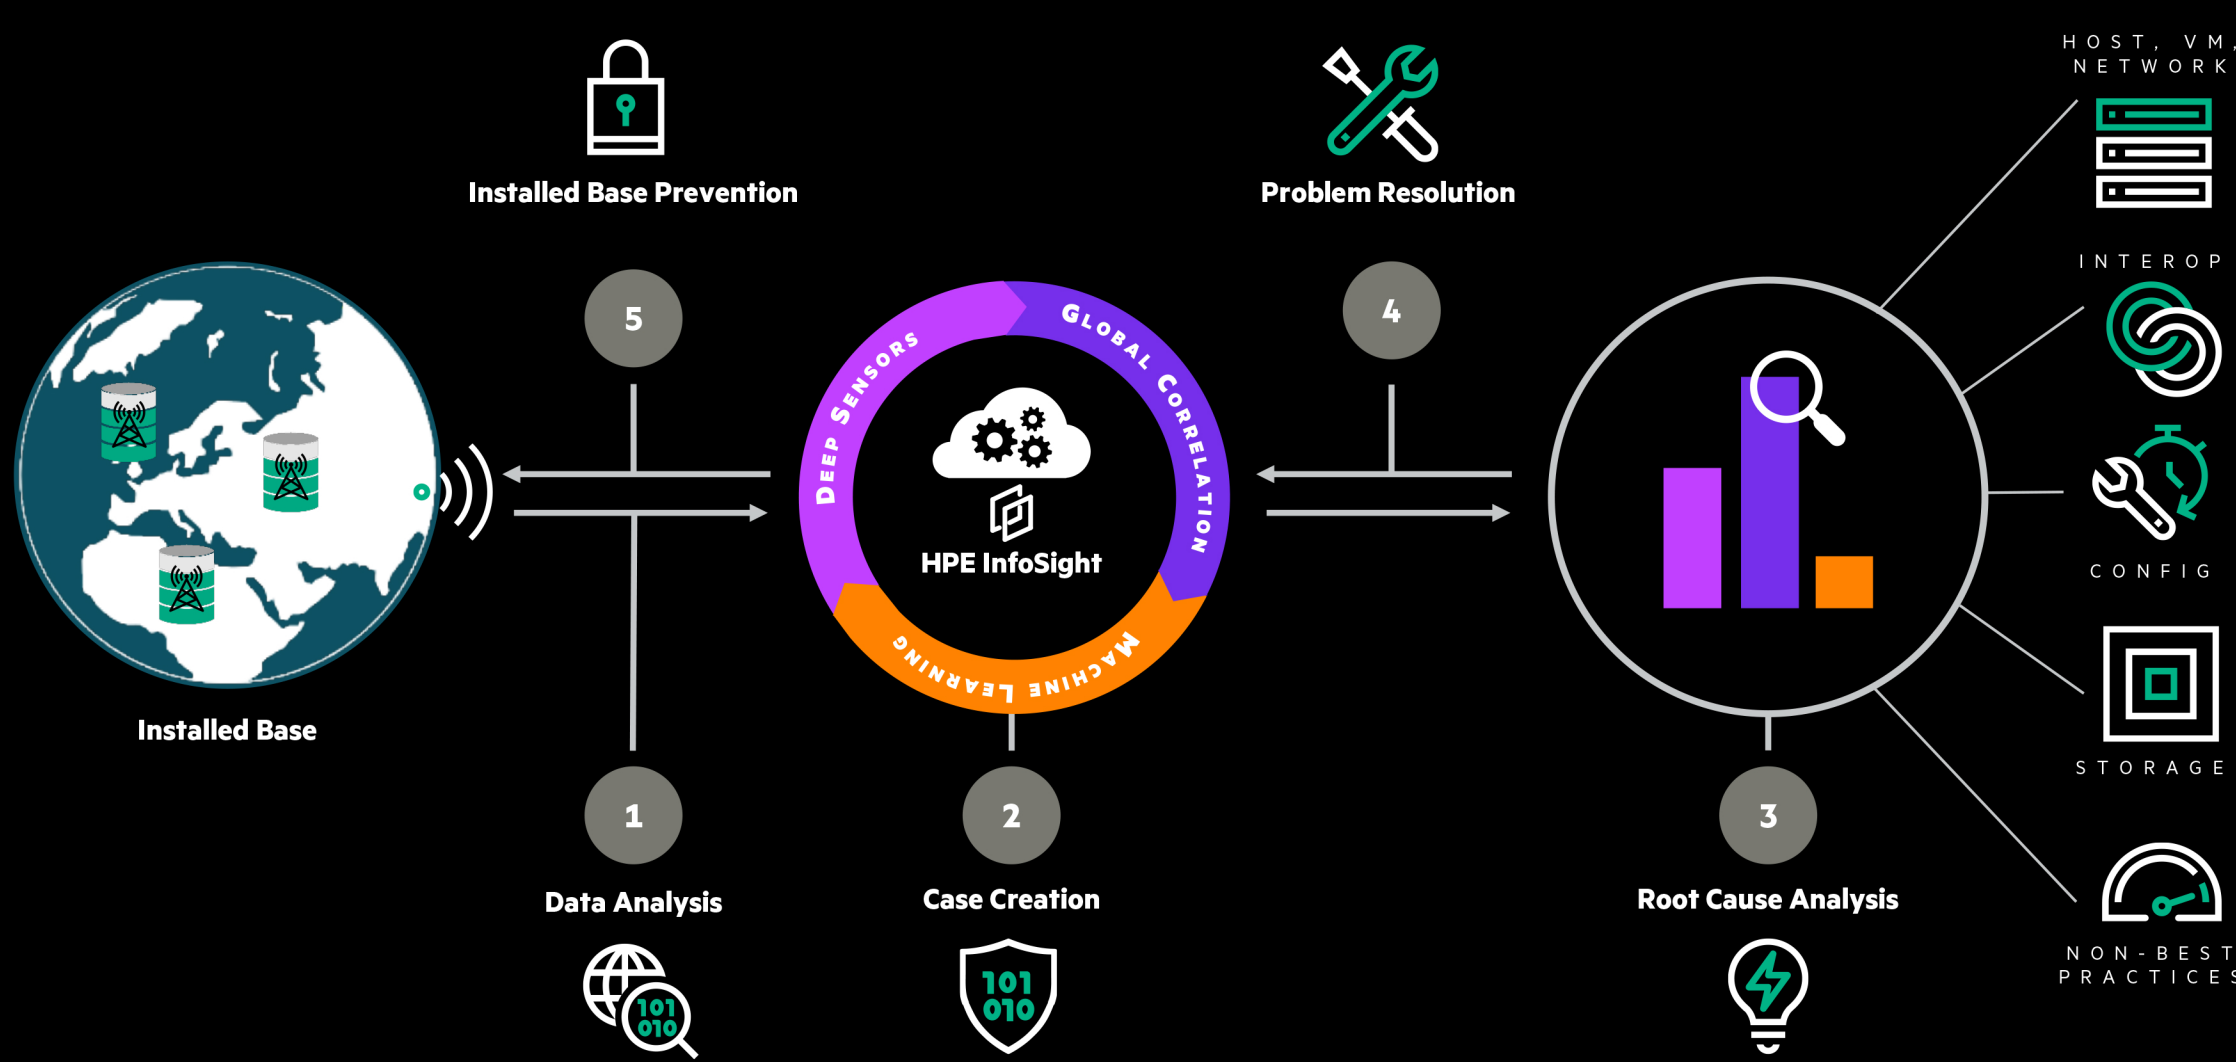 HOST, VM,
NETWORK
Installed Base Prevention
Problem Resolution
INTEROP
5
4
DEEP SENSORS
GLOBAL CORRELATION
MACHINE LEARNING
HPE InfoSight
CONFIG
Installed Base
STORAGE
1
2
3
Data Analysis
Case Creation
Root Cause Analysis
NON-BEST
PRACTICES
101
010
101
010